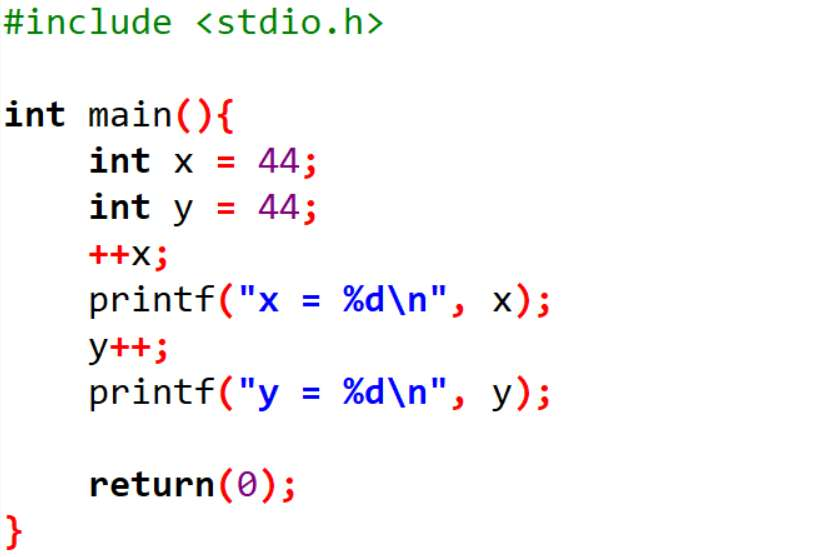 #include <stdio.h>
int main(){
int x = 44;
int y = 44;
++x;
printf("x = %d\n", x);
y++;
printf("y = %d\n", y);
return(0);
}